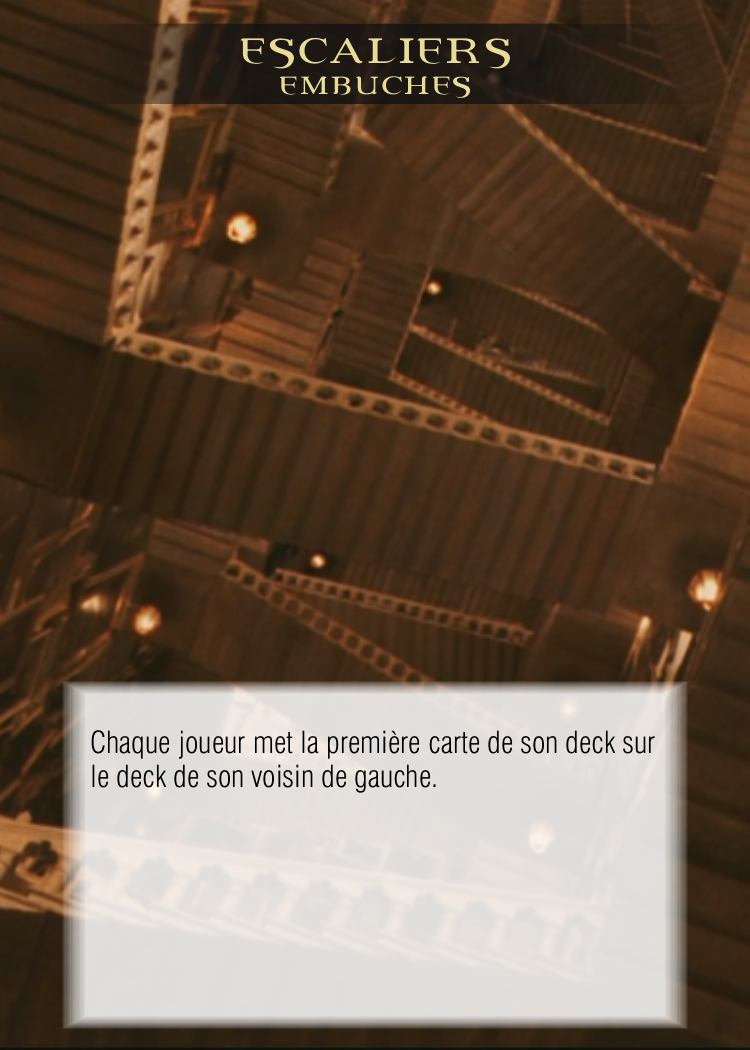 ESCALIERS
EMBUCHES
Chaque joueur met la première carte de son deck sur
le deck de son voisin de gauche.